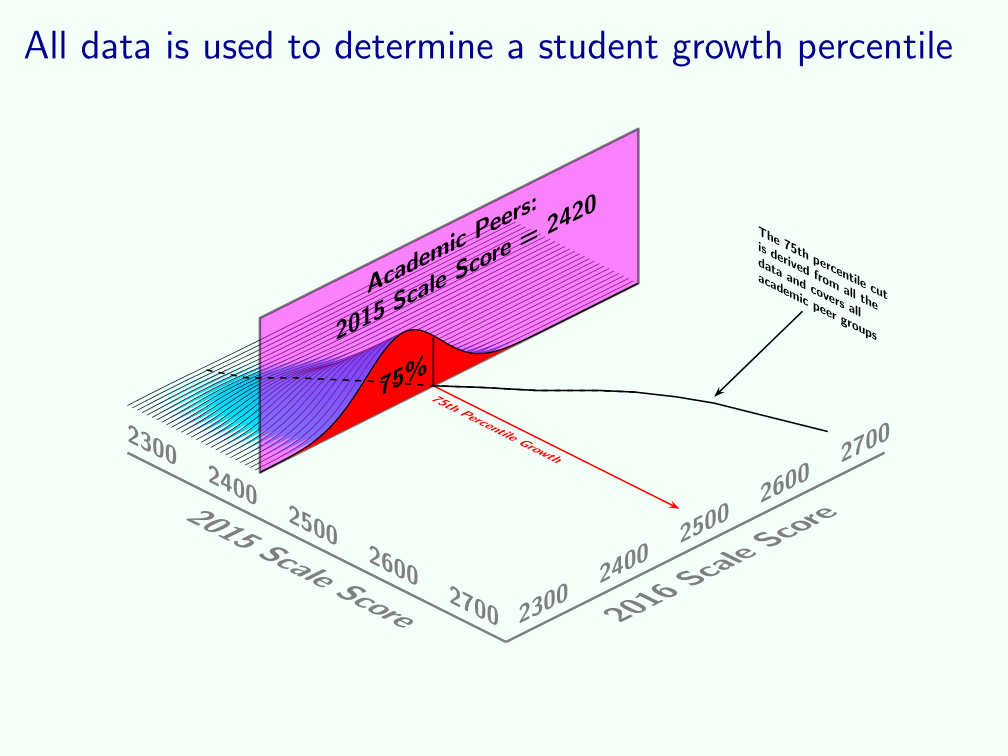 All data is used to determine a student growth percentile
Academic Peers:
2015 Scale Score = 2420
The 75th percentile cut
is derived from all the
data and covers all
academic peer groups
75%
75th Percentile Growth
2300
2400
2500
2600
2700
2015 Scale Score
2300
2400
2500
2600
2700
2016 Scale Score